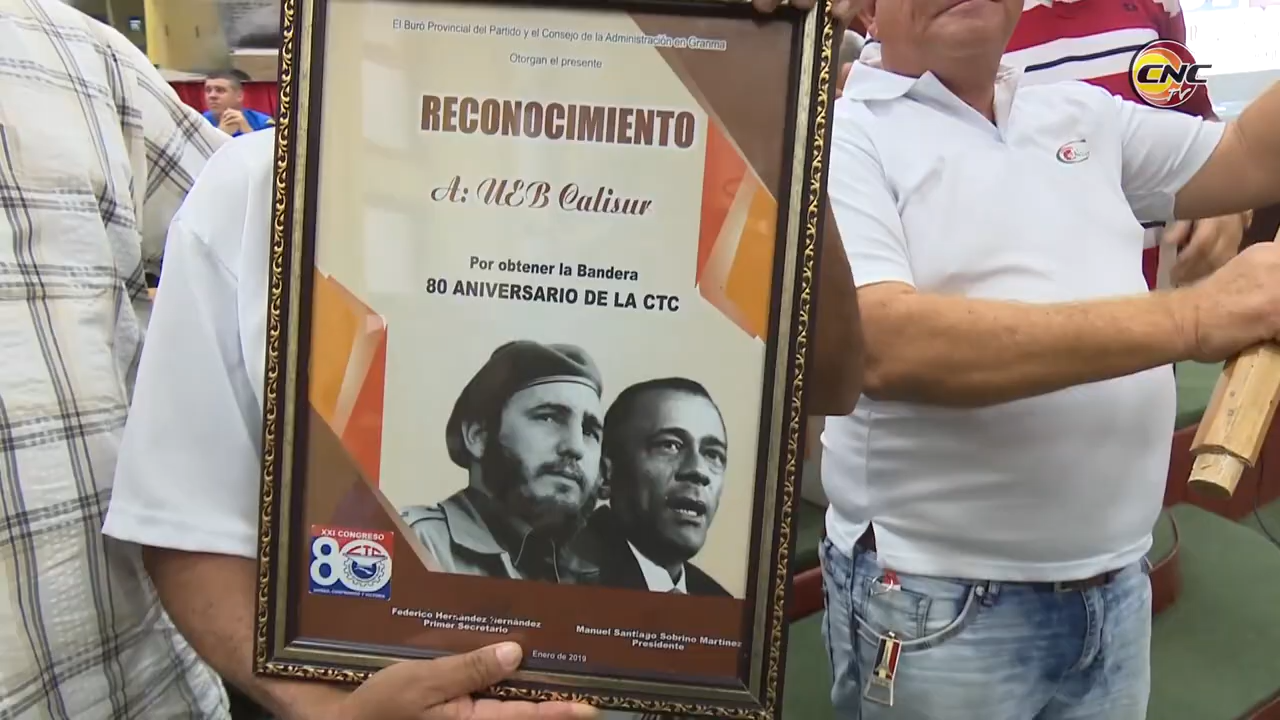 El Buró Provincial del Partido y el Consejo de la Administración en Granma
Otorgan el presente
RECONOCIMIENTO
A: UEB Calisur
Por obtener la Bandera
80 ANIVERSARIO DE LA CTC
XXI CONGRESO
80
CTC
Federico Hernández Hernández
Primer Secretario
Manuel Santiago Sobrino Martínez
Presidente
Enero de 2019
CNC
TV